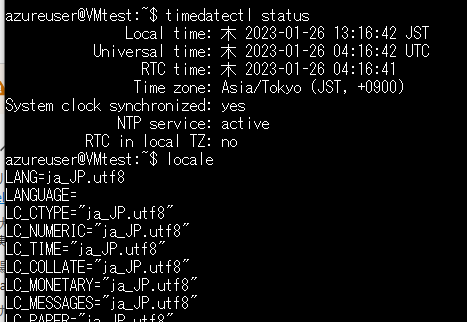 azureuser@VMtest:~$ timedatectl status
Local time: 木 2023-01-26 13:16:42 JST
Universal time: 木 2023-01-26 04:16:42 UTC
RTC time: 木 2023-01-26 04:16:41
Time zone: Asia/Tokyo (JST, +0900)
System clock synchronized: yes
NTP service: active
RTC in local TZ: no
azureuser@VMtest:~$ locale
LANG=ja_JP.utf8
LANGUAGE=
LC_CTYPE="ja_JP.utf8"
LC_NUMERIC="ja_JP.utf8"
LC_TIME="ja_JP.utf8"
LC_COLLATE="ja_JP.utf8"
LC_MONETARY="ja_JP.utf8"
LC_MESSAGES="ja_JP.utf8"
LC_PAPER="ja_JP.utf8"